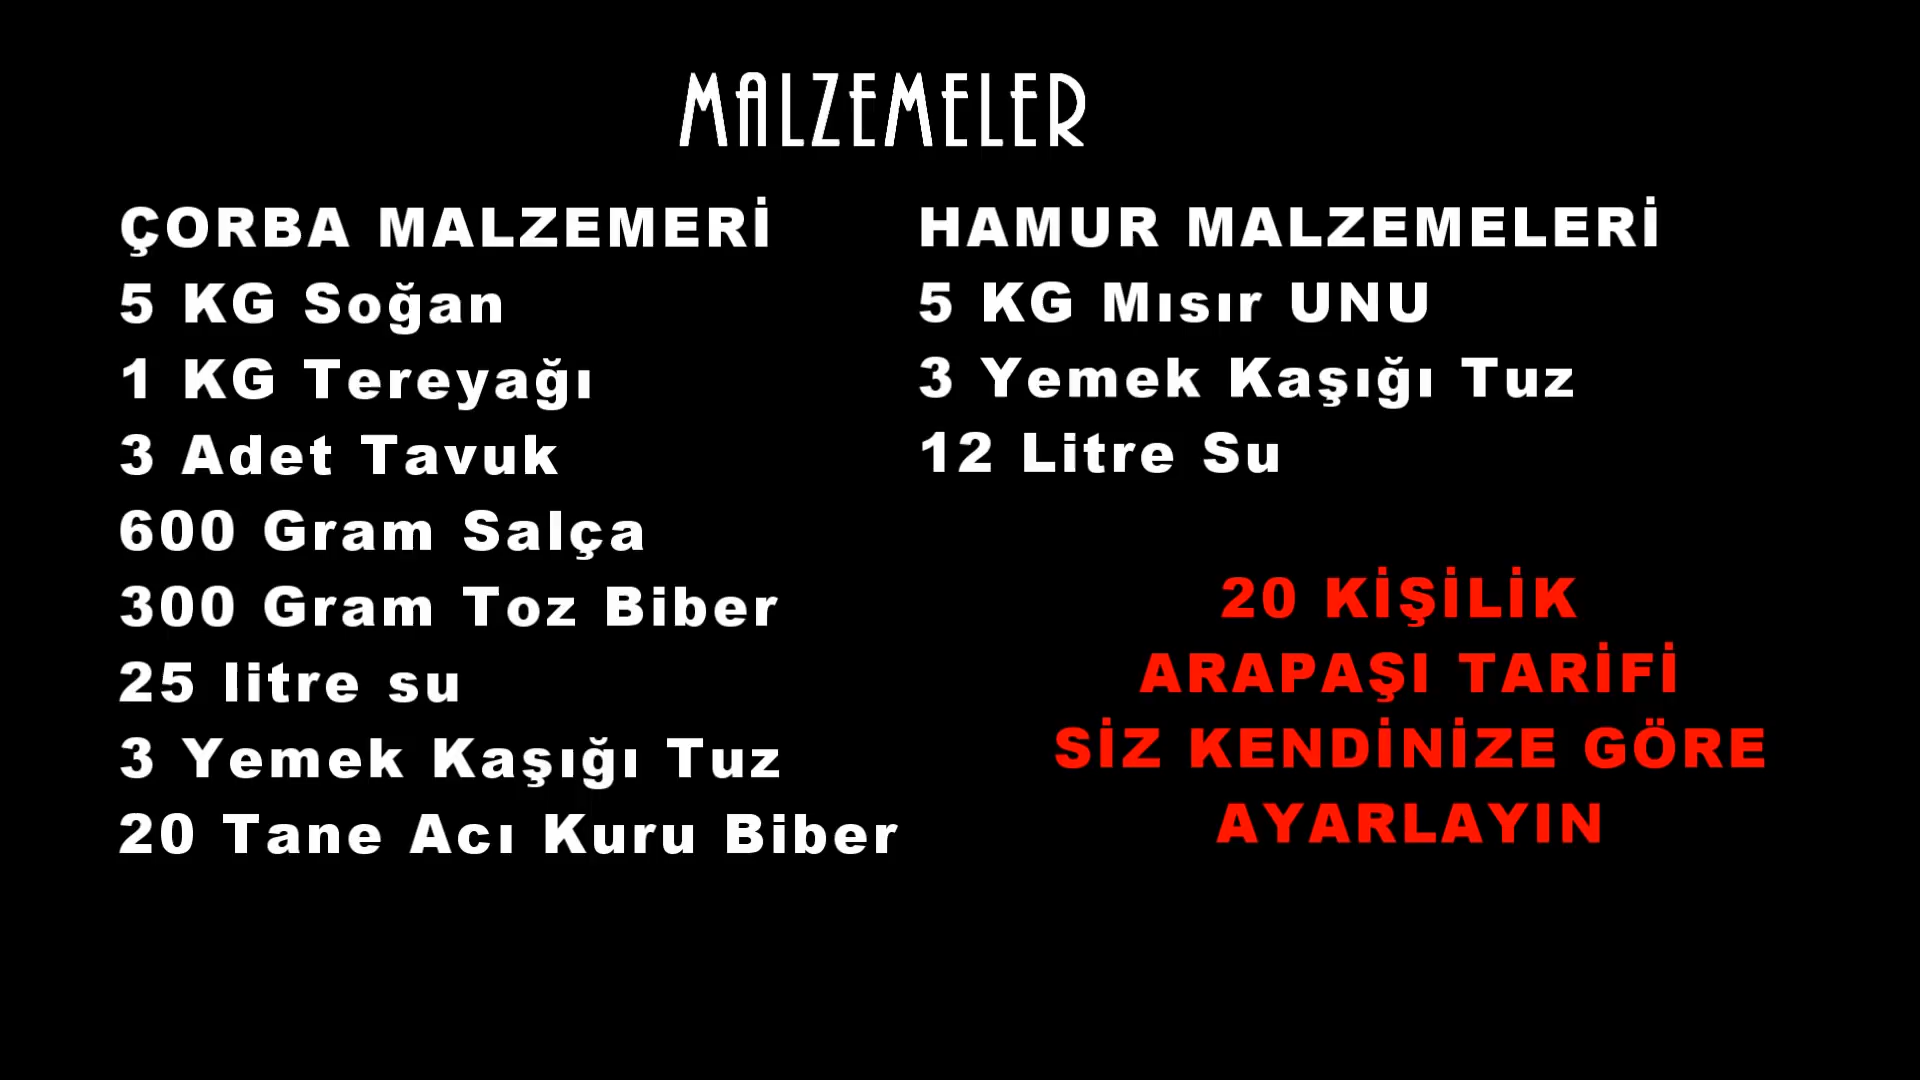 MALZEMELER
ÇORBA MALZEMERİ
5 KG Soğan
1 KG Tereyağı
3 Adet Tavuk
600 Gram Salça
300 Gram Toz Biber
25 litre su
3 Yemek Kaşığı Tuz
20 Tane Acı Kuru Biber
HAMUR MALZEMELERİ
5 KG Mısır UNU
3 Yemek Kaşığı Tuz
12 Litre Su
20 KİŞİLİK
ARAPAŞI TARİFİ
SİZ KENDİNİZE GÖRE
AYARLAYIN